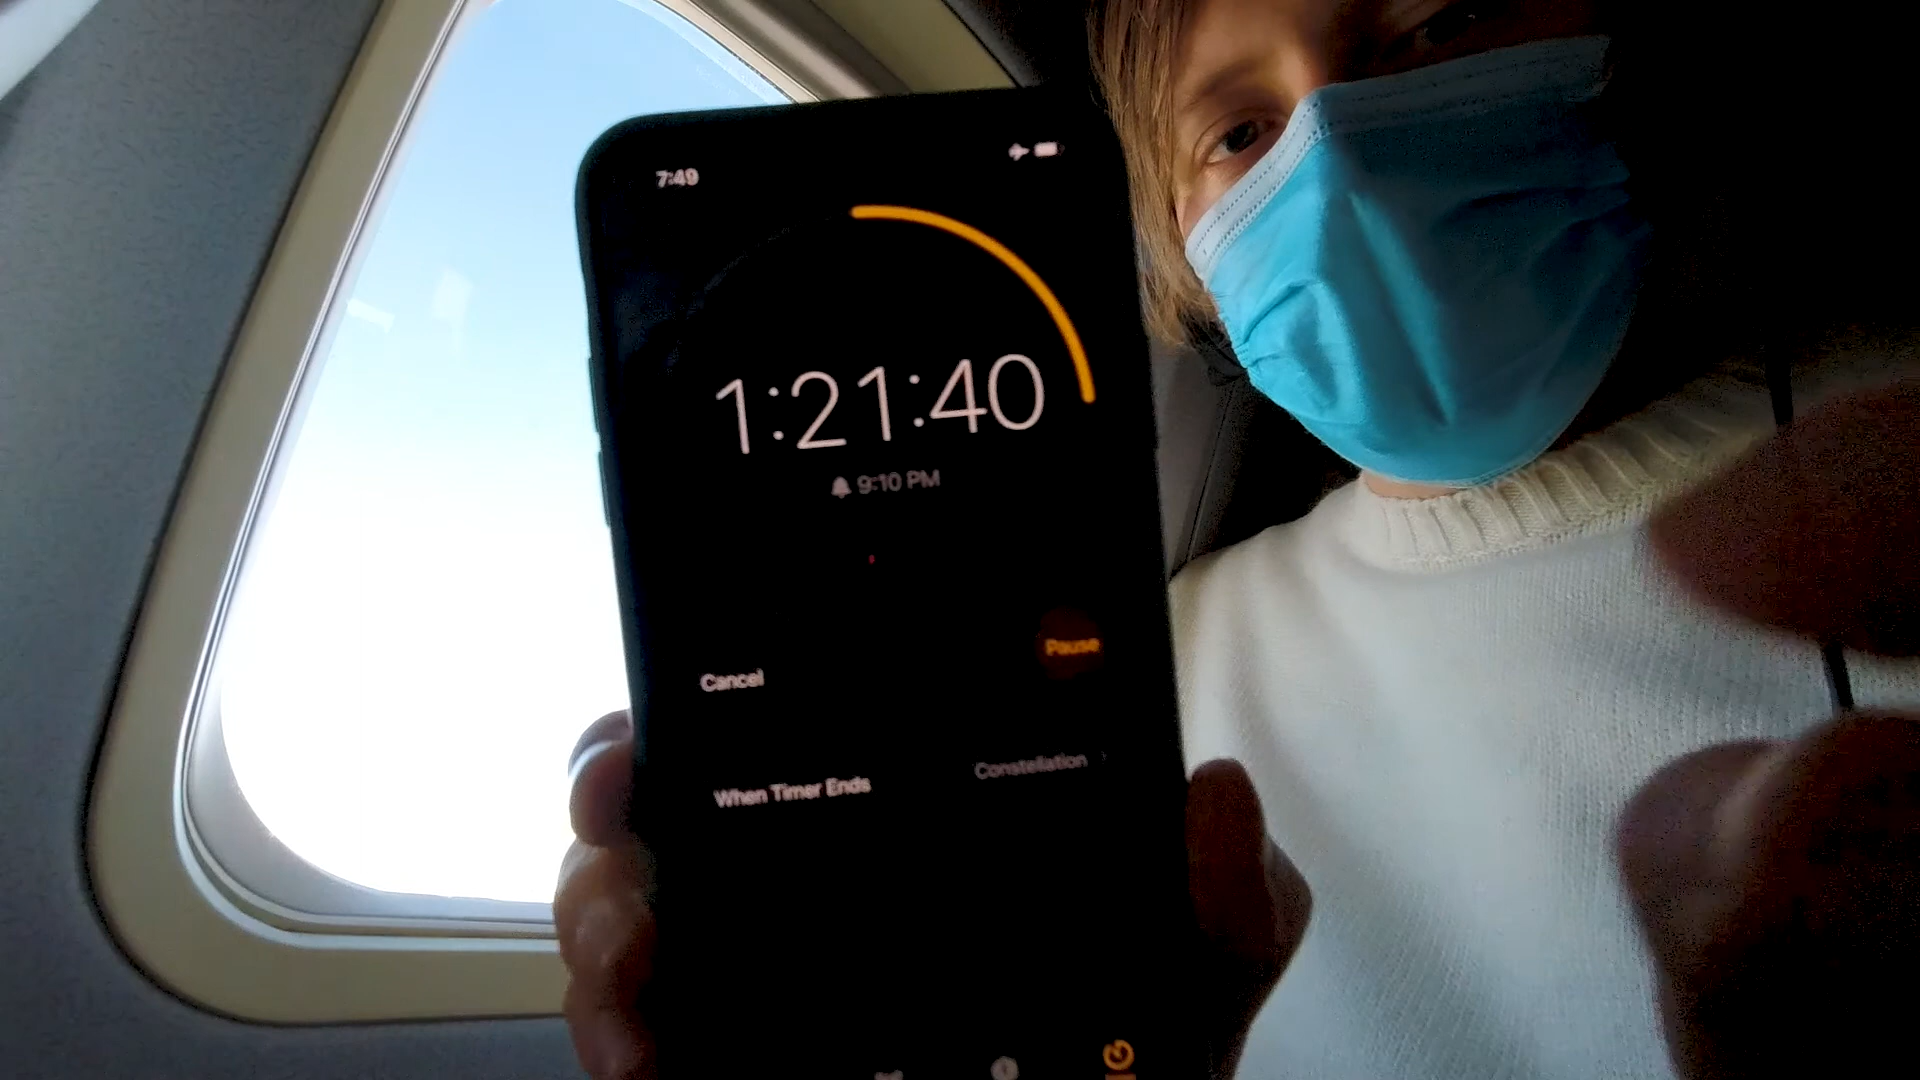 7:49
1:21:40
9:10 PM
Cancel
Pause
When Timer Ends
Constellation